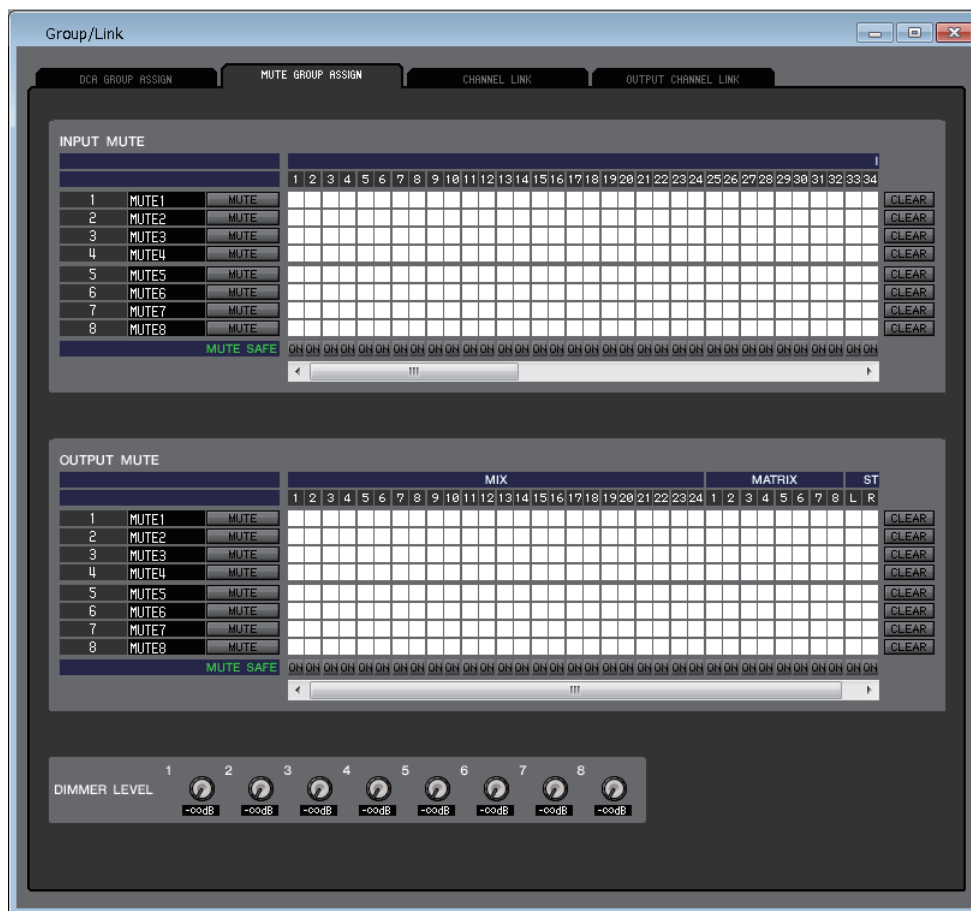 Group/Link
DCA GROUP ASSIGN MUTE GROUP ASSIGN CHANNEL LINK OUTPUT CHANNEL LINK
INPUT MUTE
I
1 2 3 4 5 6 7 8 9 10 11 12 13 14 15 16 17 18 19 20 21 22 23 24 25 26 27 28 29 30 31 32 33 34
1 MUTE1 MUTE CLEAR
2 MUTE2 MUTE CLEAR
3 MUTE3 MUTE CLEAR
4 MUTE4 MUTE CLEAR
5 MUTE5 MUTE CLEAR
6 MUTE6 MUTE CLEAR
7 MUTE7 MUTE CLEAR
8 MUTE8 MUTE CLEAR
MUTE SAFE ON ON ON ON ON ON ON ON ON ON ON ON ON ON ON ON ON ON ON ON ON ON ON ON ON ON ON ON ON ON ON ON ON ON
OUTPUT MUTE
MIX MATRIX ST
1 2 3 4 5 6 7 8 9 10 11 12 13 14 15 16 17 18 19 20 21 22 23 24 1 2 3 4 5 6 7 8 L R
1 MUTE1 MUTE CLEAR
2 MUTE2 MUTE CLEAR
3 MUTE3 MUTE CLEAR
4 MUTE4 MUTE CLEAR
5 MUTE5 MUTE CLEAR
6 MUTE6 MUTE CLEAR
7 MUTE7 MUTE CLEAR
8 MUTE8 MUTE CLEAR
MUTE SAFE ON ON ON ON ON ON ON ON ON ON ON ON ON ON ON ON ON ON ON ON ON ON ON ON ON ON ON ON ON ON ON ON ON ON
1 2 3 4 5 6 7 8
DIMMER LEVEL
-∞dB -∞dB -∞dB -∞dB -∞dB -∞dB -∞dB -∞dB